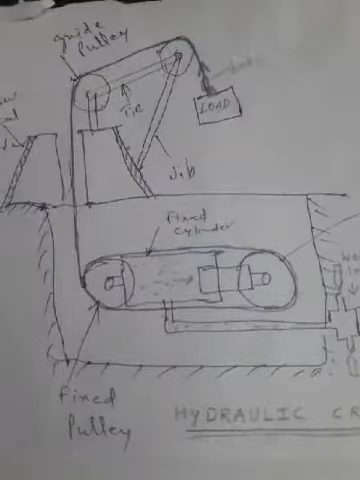 guide
pulley
Tie
LOAD
Jib
Fixed
cylinder
Fixed
Pulley
HYDRAULIC CR